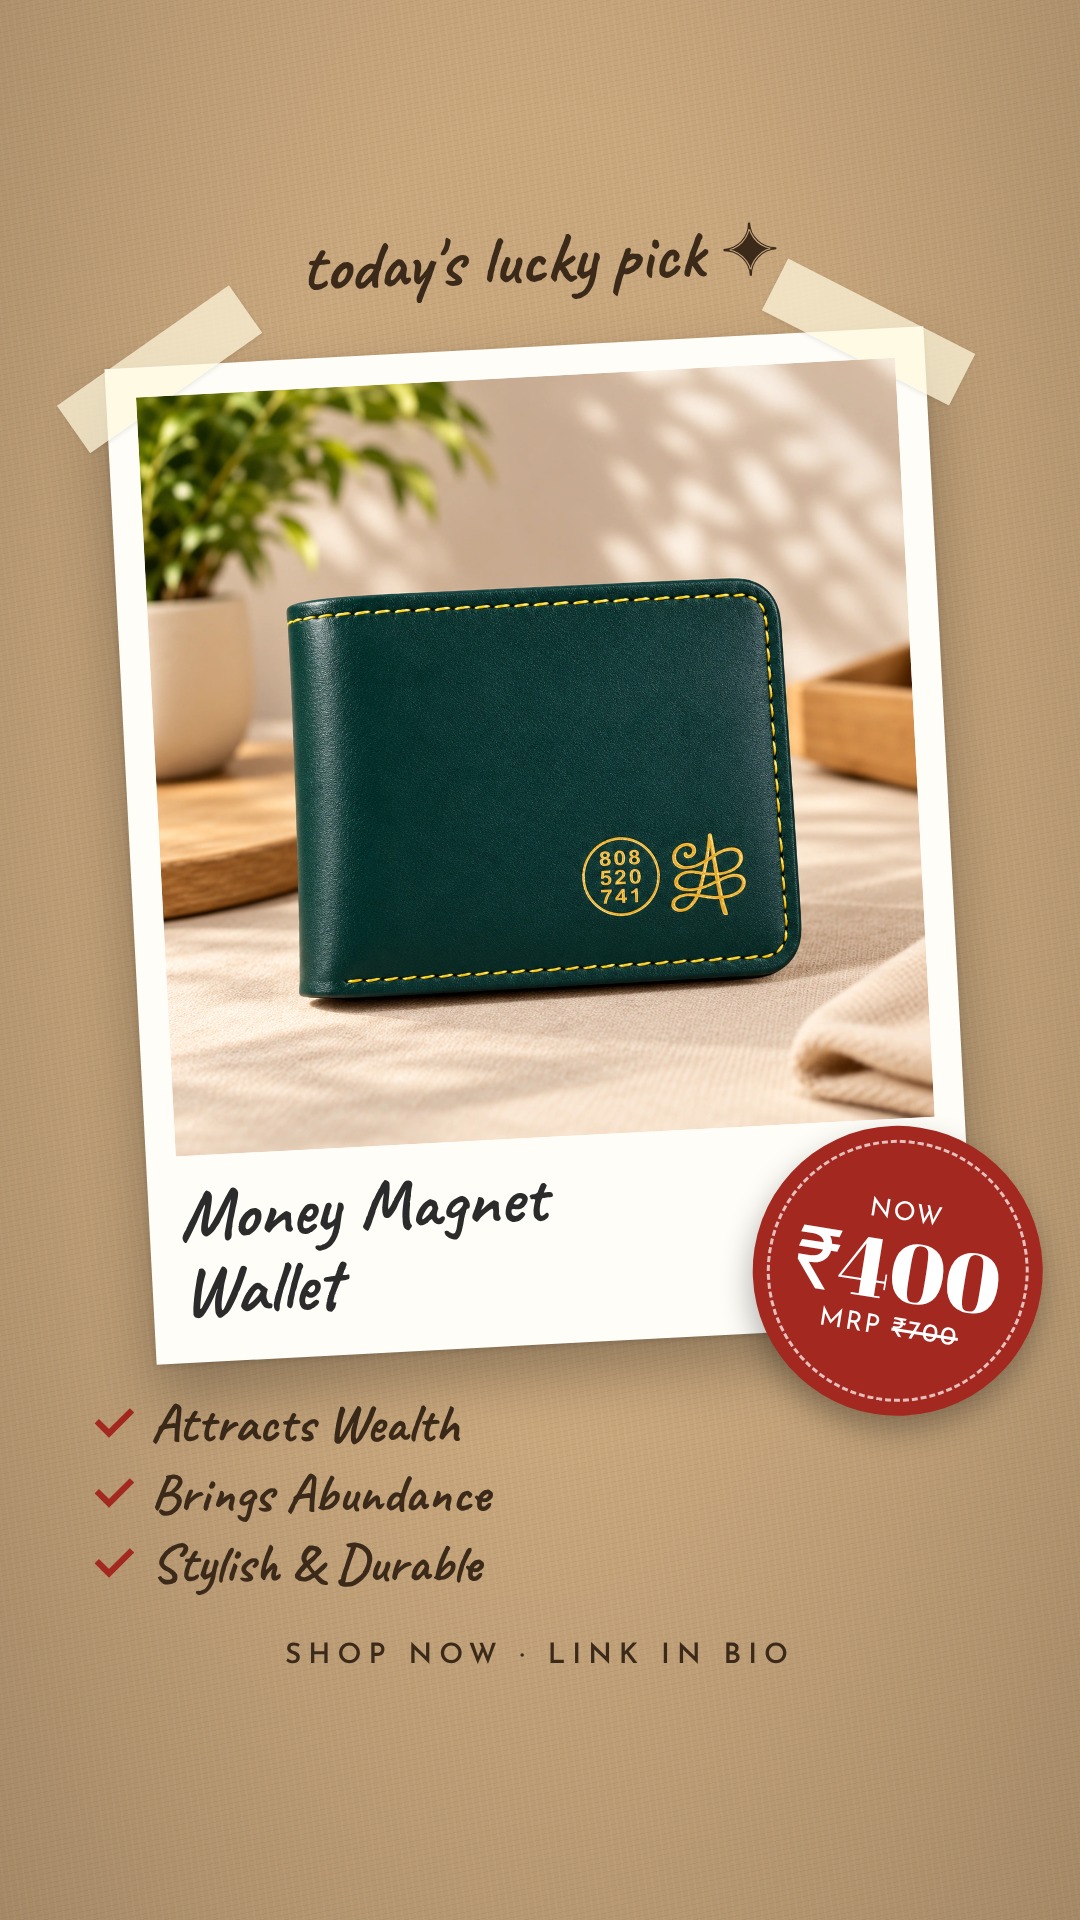 today's lucky pick
808
520
741
Money Magnet
Wallet
NOW
₹400
MRP ₹700
Attracts Wealth
Brings Abundance
Stylish & Durable
SHOP NOW · LINK IN BIO